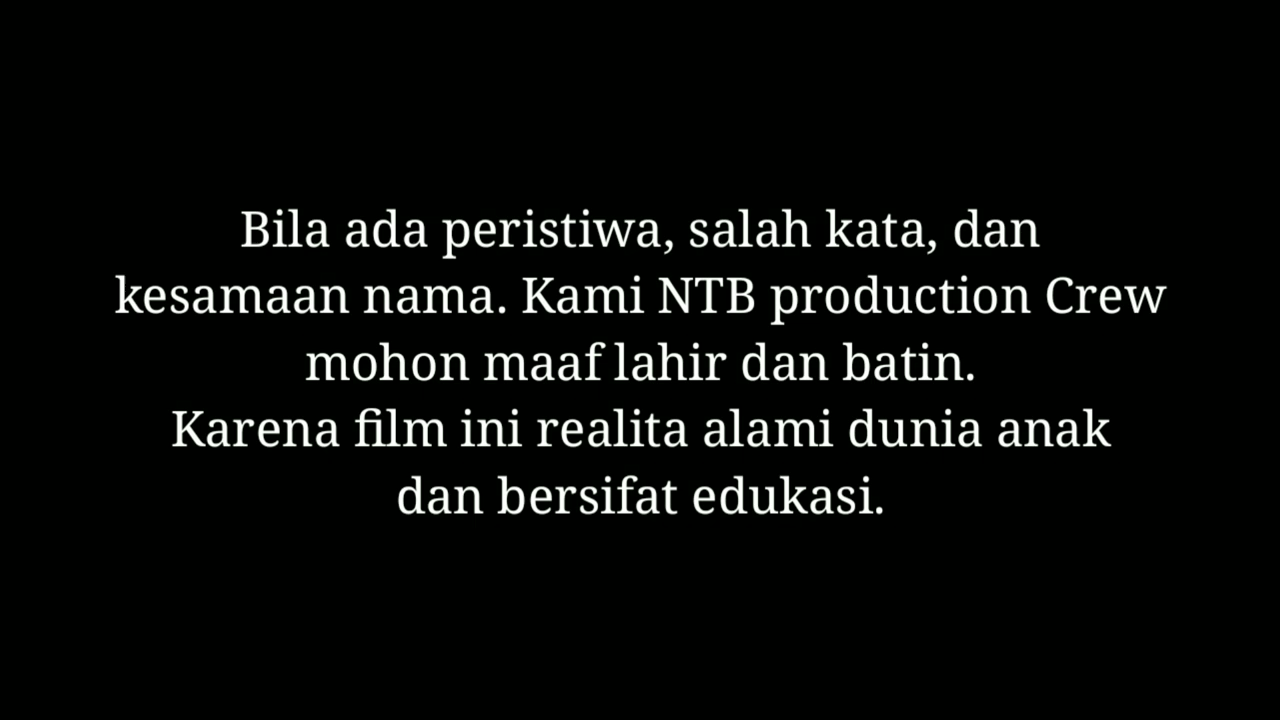 Bila ada peristiwa, salah kata, dan
kesamaan nama. Kami NTB production Crew
mohon maaf lahir dan batin.
Karena film ini realita alami dunia anak
dan bersifat edukasi.